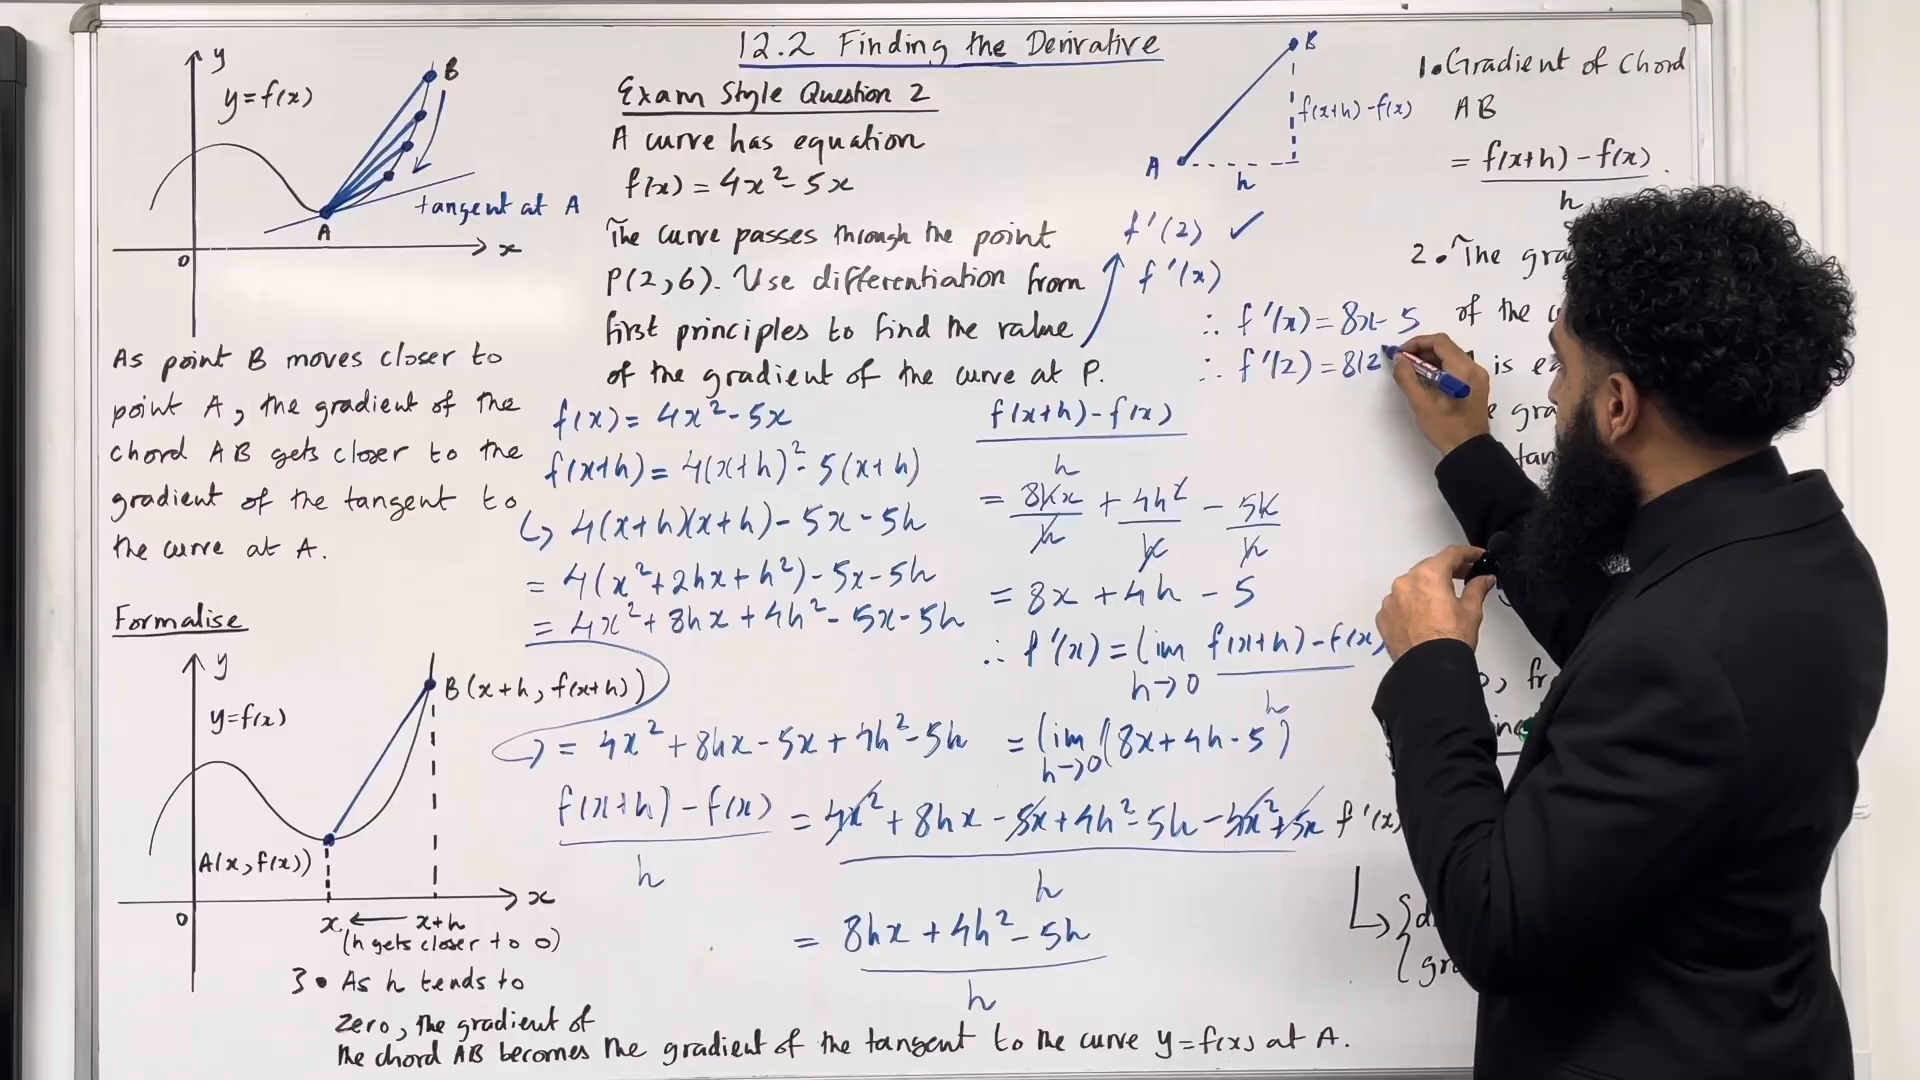 12.2 Finding the Derivative
y
y=f(x)
B
A
tangent at A
0
x
As point B moves closer to
point A, the gradient of the
chord AB gets closer to the
gradient of the tangent to
the curve at A.
Formalise
y
y=f(x)
B(x+h, f(x+h))
A(x, f(x))
0
x
x ← x+h
(h gets closer to 0)
3. As h tends to
zero, the gradient of
the chord AB becomes the gradient of the tangent to the curve y=f(x) at A.
Exam Style Question 2
A curve has equation
f(x) = 4x² - 5x
The curve passes through the point
P(2,6). Use differentiation from
first principles to find the value
of the gradient of the curve at P.
f(x) = 4x² - 5x
f(x+h) = 4(x+h)² - 5(x+h)
↳ 4(x+h)(x+h) - 5x - 5h
= 4(x² + 2hx + h²) - 5x - 5h
= 4x² + 8hx + 4h² - 5x - 5h
= 4x² + 8hx - 5x + 4h² - 5h
f(x+h) - f(x)
h
= 4x² + 8hx - 5x + 4h² - 5h - 4x² + 5x
h
= 8hx + 4h² - 5h
h
f(x+h) - f(x)
h
= 8hx/h + 4h²/h - 5h/h
= 8x + 4h - 5
∴ f'(x) = lim h→0 f(x+h) - f(x)
h
= lim h→0 (8x + 4h - 5)
f'(x)
B
f(x+h) - f(x)
A
h
f'(2) ✓
f'(x)
∴ f'(x) = 8x - 5
∴ f'(2) = 8(2
1. Gradient of Chord
AB
= f(x+h) - f(x)
h
2. The
of the
is